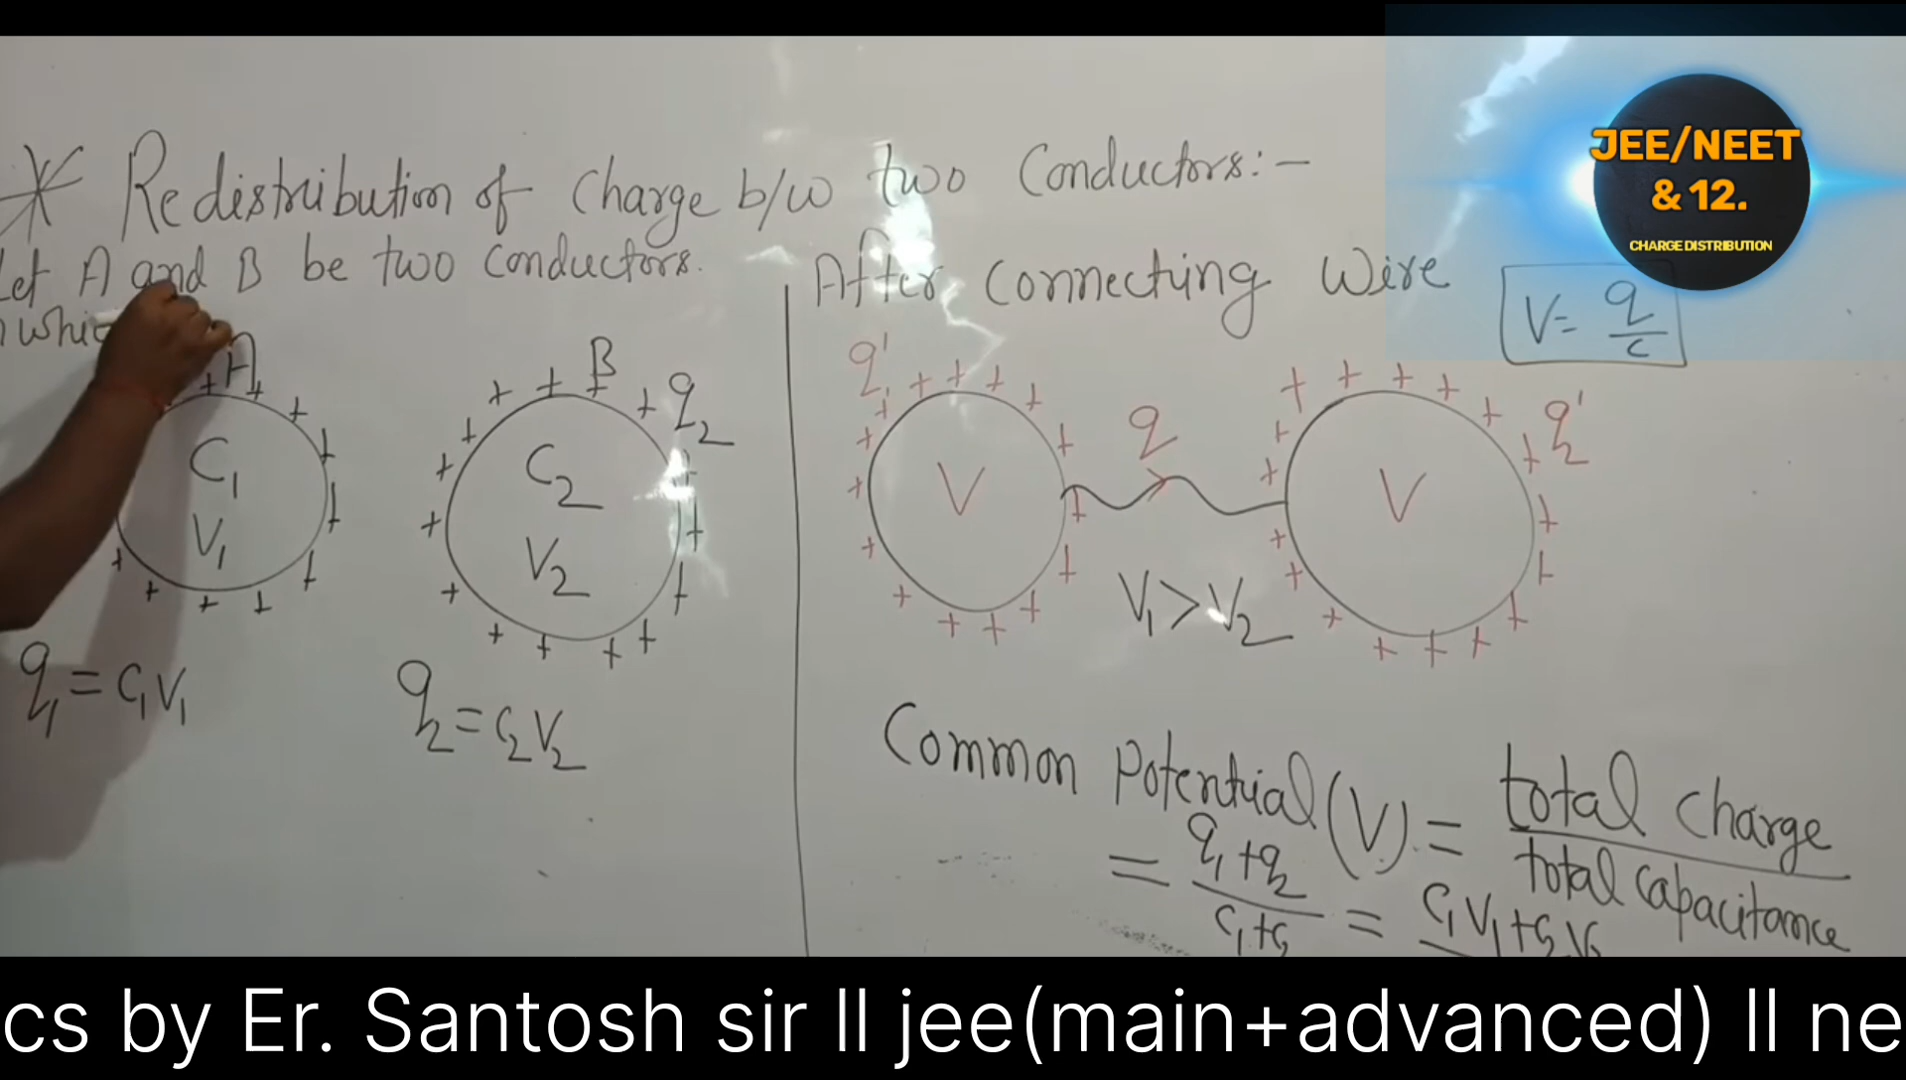 * Redistribution of Charge b/w two Conductors:-
Let A and B be two Conductors.
A
C1
V1
q1 = C1V1
B
q2
C2
V2
q2 = C2V2
After Connecting Wire
V = q/c
q1'
V
q
V1 > V2
V
q2'
Common Potential (V) = total charge / total capacitance
= q1+q2 / C1+C2 = C1V1+C2V2
JEE/NEET
& 12.
CHARGE DISTRIBUTION
cs by Er. Santosh sir ll jee(main+advanced) ll ne